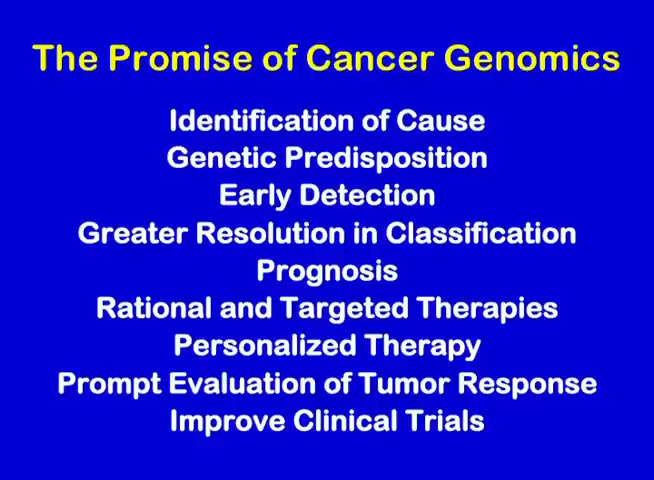 The Promise of Cancer Genomics
Identification of Cause
Genetic Predisposition
Early Detection
Greater Resolution in Classification
Prognosis
Rational and Targeted Therapies
Personalized Therapy
Prompt Evaluation of Tumor Response
Improve Clinical Trials